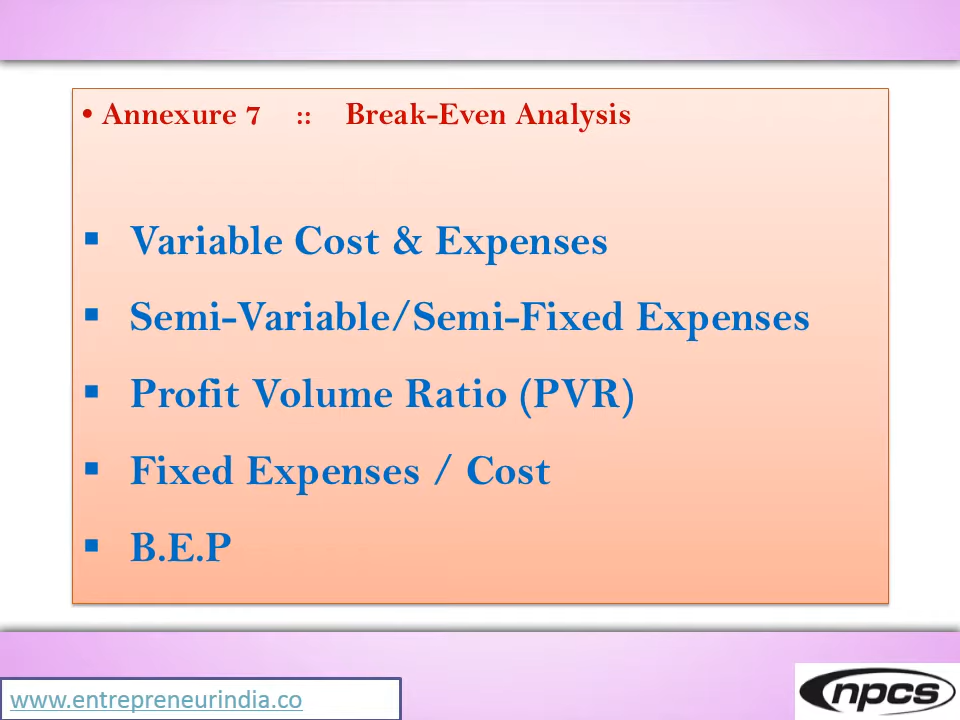 • Annexure 7 :: Break-Even Analysis
▪ Variable Cost & Expenses
▪ Semi-Variable/Semi-Fixed Expenses
▪ Profit Volume Ratio (PVR)
▪ Fixed Expenses / Cost
▪ B.E.P
www.entrepreneurindia.co
npcs